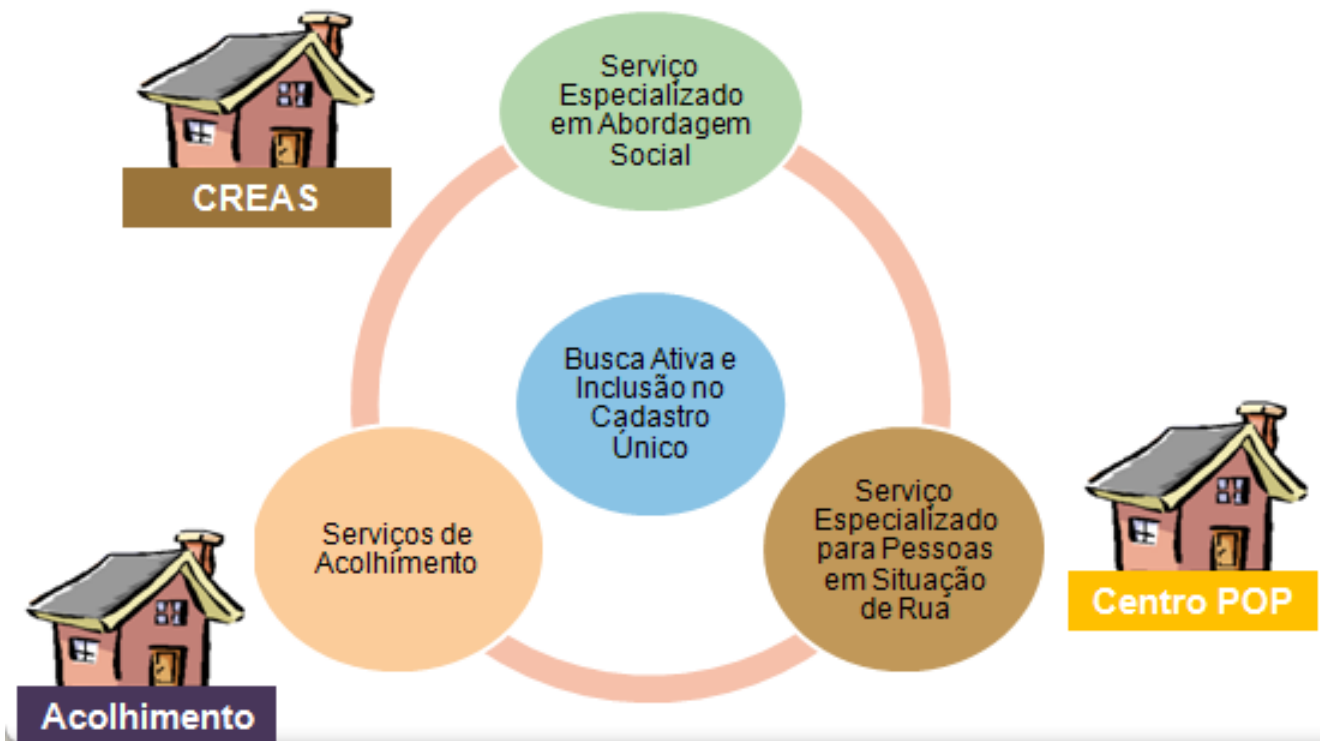 Serviço
Especializado
em Abordagem
Social
CREAS
Busca Ativa e
Inclusão no
Cadastro
Único
Serviços de
Acolhimento
Serviço
Especializado
para Pessoas
em Situação
de Rua
Centro POP
Acolhimento